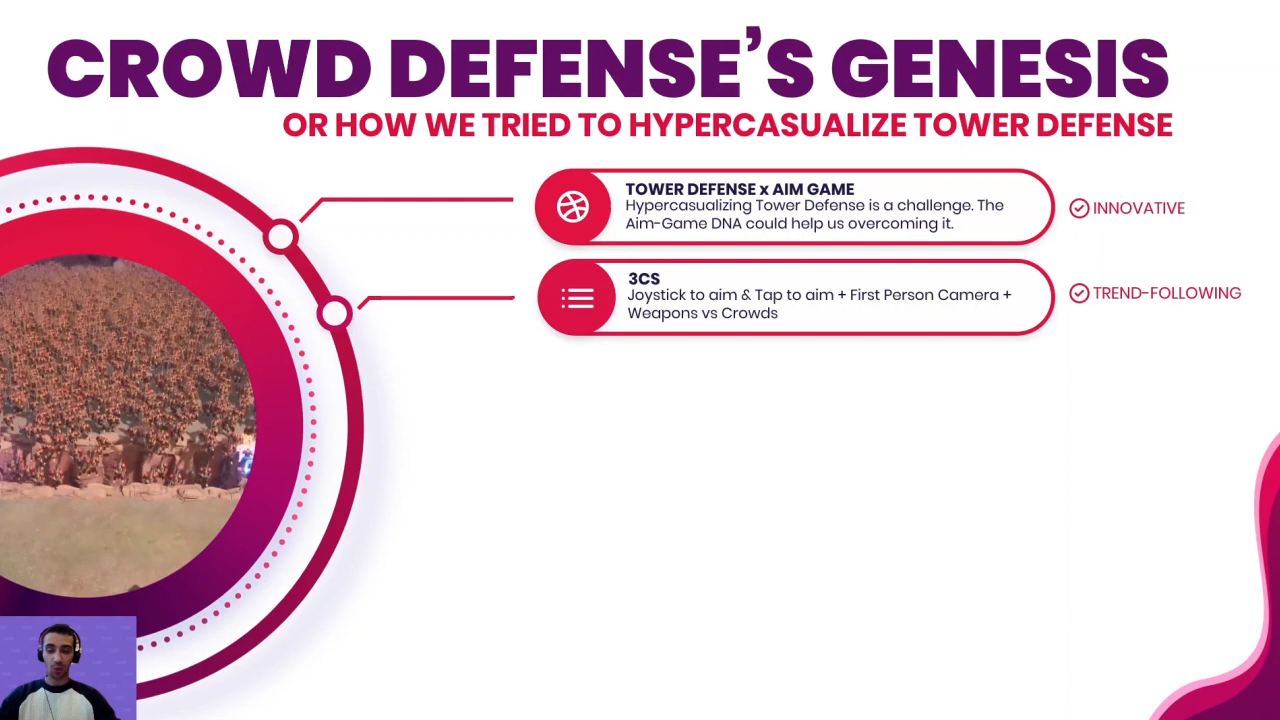 CROWD DEFENSE’S GENESIS
OR HOW WE TRIED TO HYPERCASUALIZE TOWER DEFENSE
TOWER DEFENSE x AIM GAME
Hypercasualizing Tower Defense is a challenge. The
Aim-Game DNA could help us overcoming it.
INNOVATIVE
3CS
Joystick to aim & Tap to aim + First Person Camera +
Weapons vs Crowds
TREND-FOLLOWING